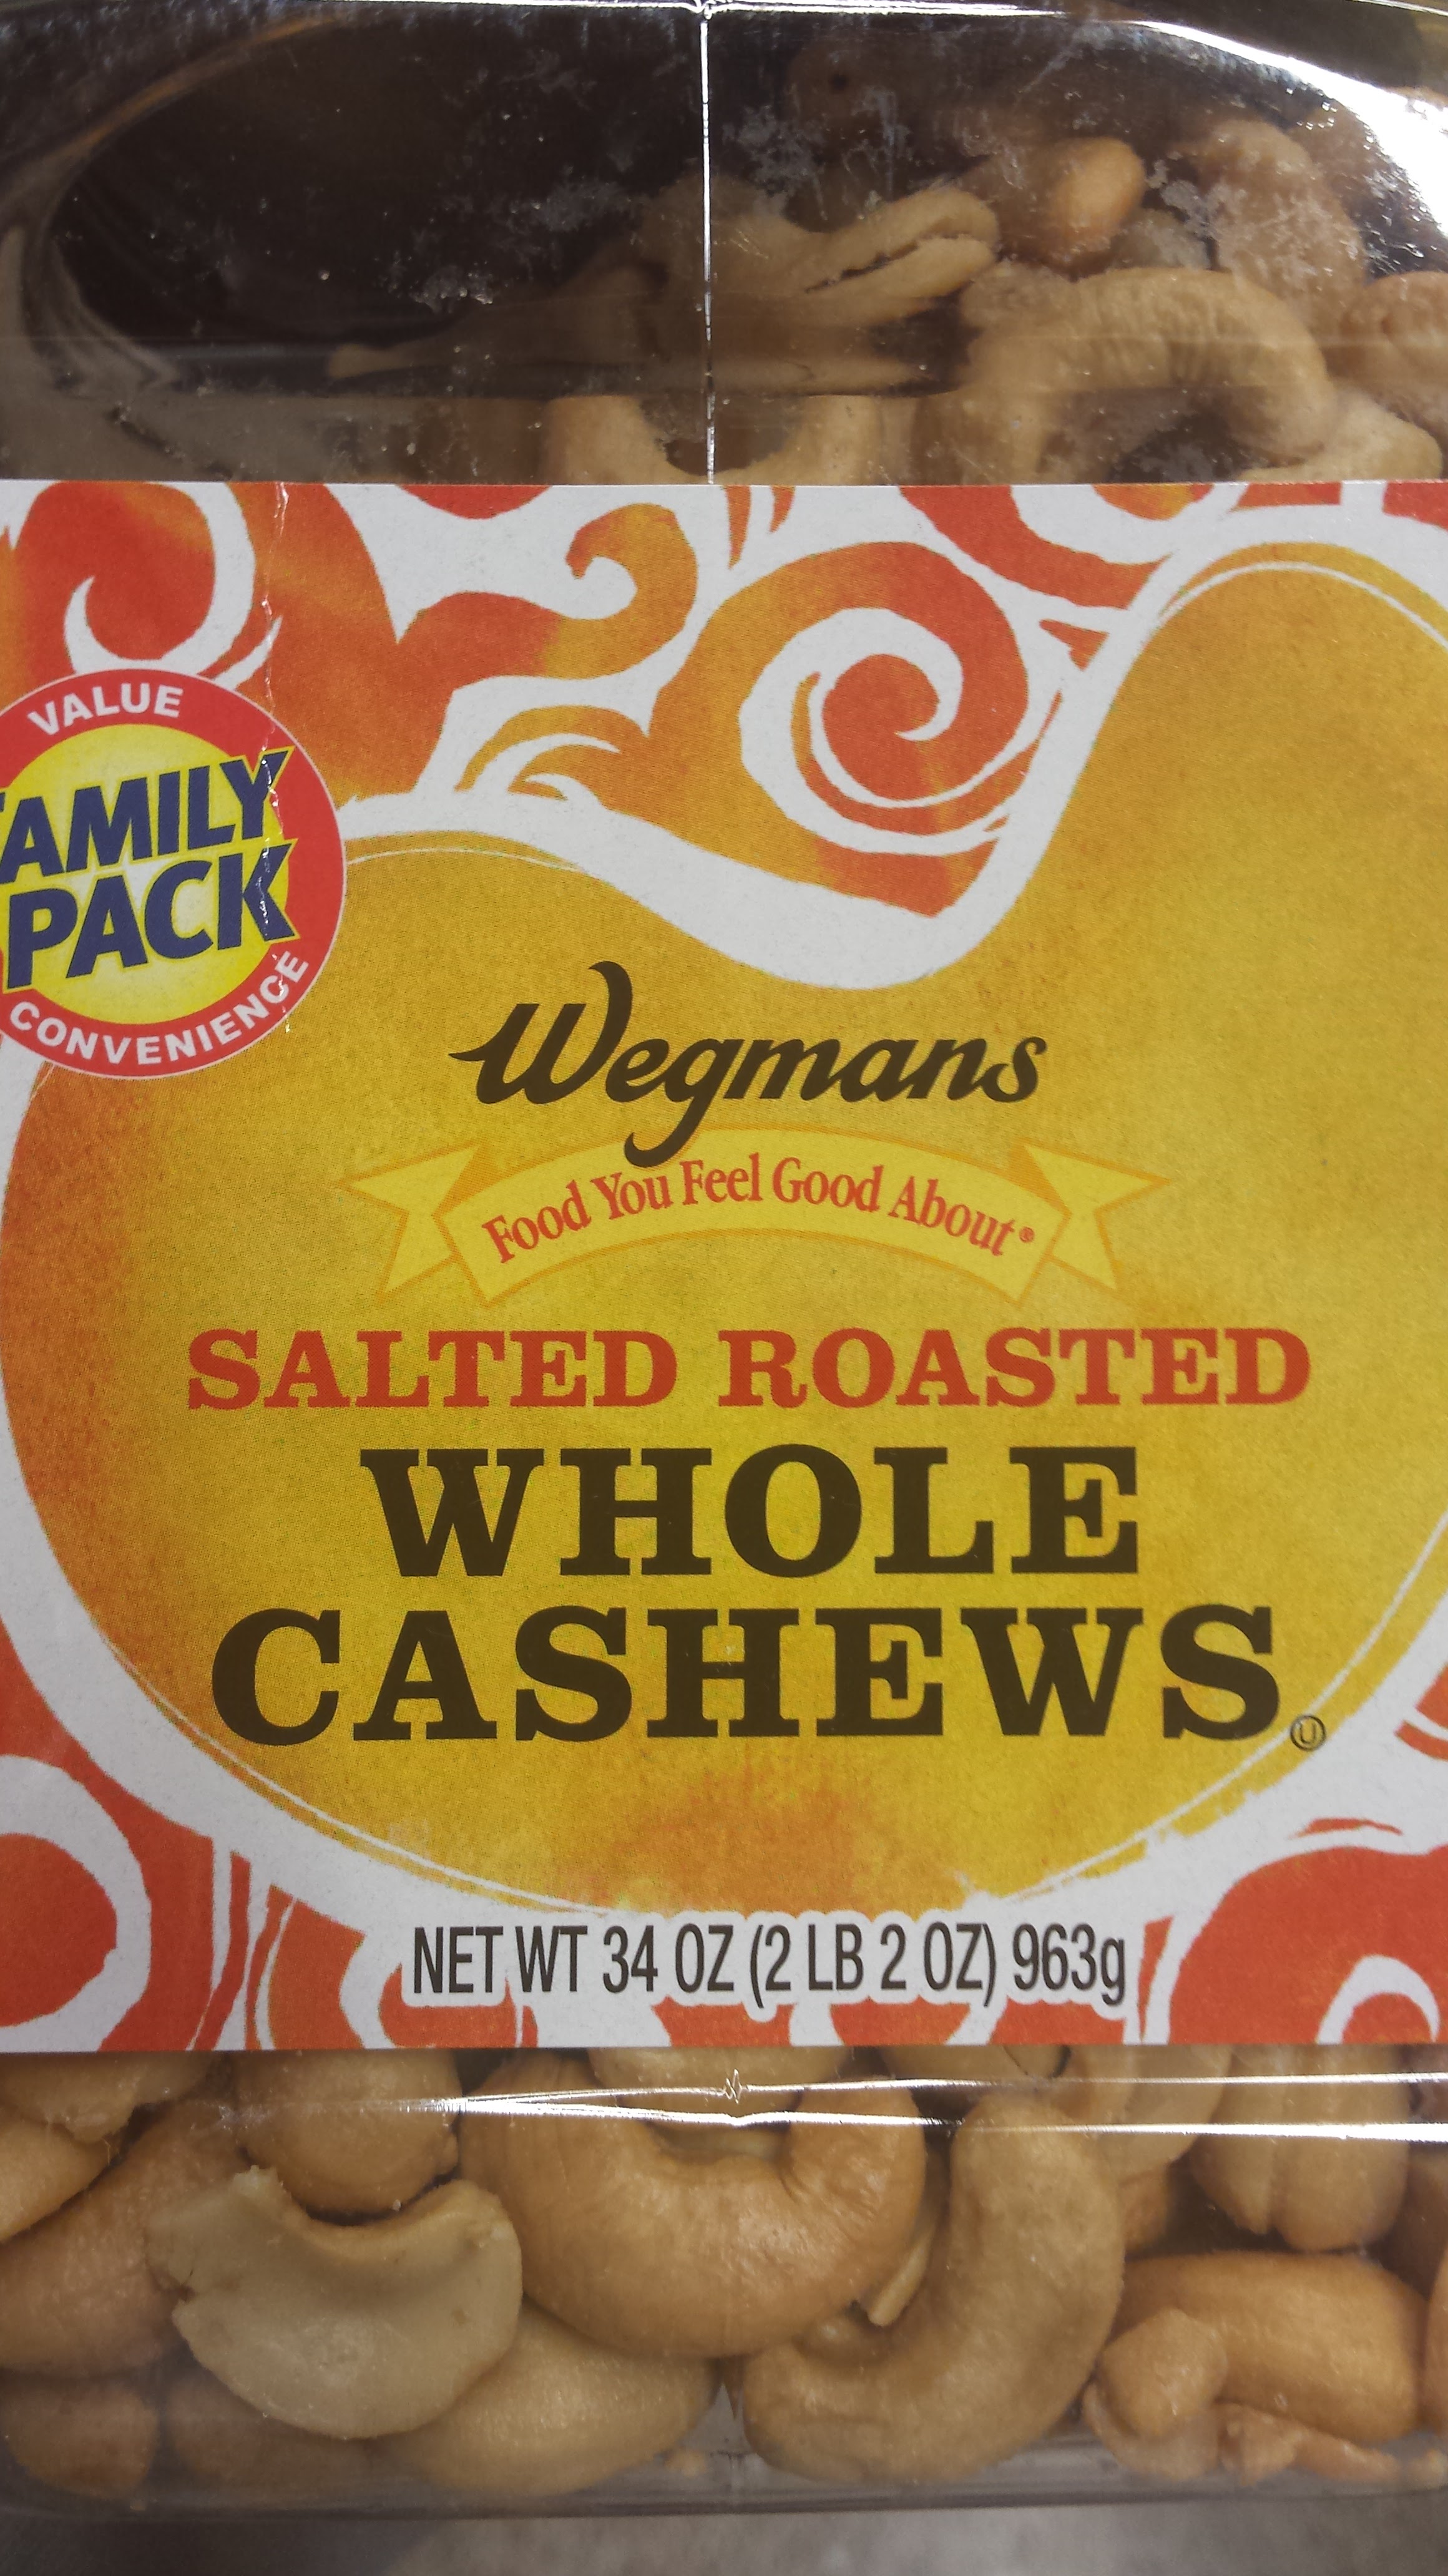 VALUE
FAMILY
PACK
CONVENIENCE
Wegmans
Food You Feel Good About®
SALTED ROASTED
WHOLE
CASHEWS
Ⓤ
NET WT 34 OZ (2 LB 2 OZ) 963g